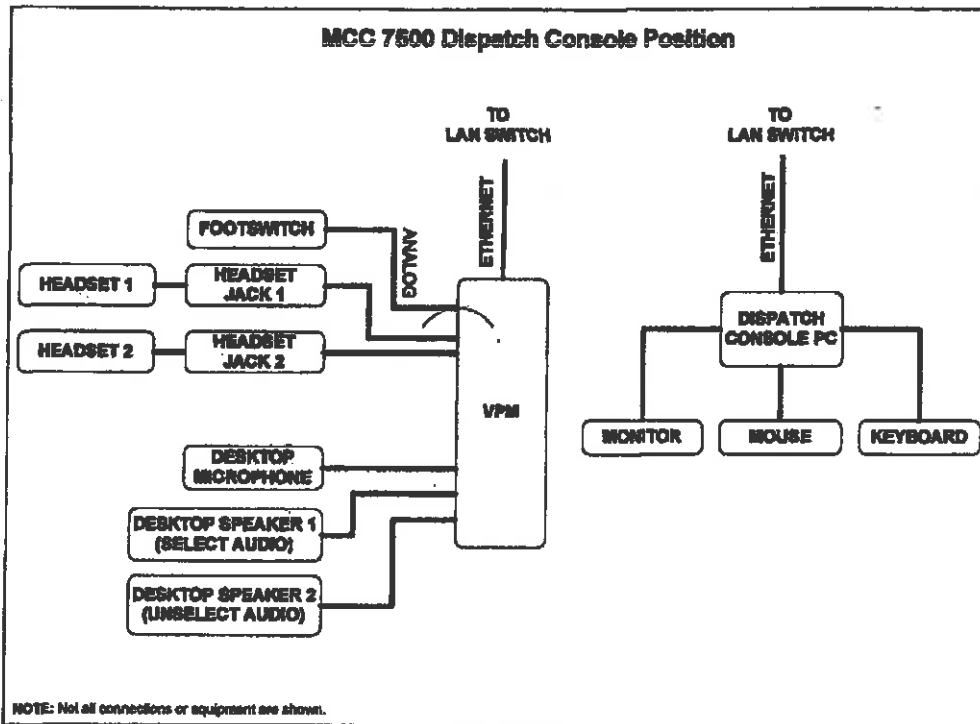 MCC 7500 Dispatch Console Position
TO
LAN SWITCH
TO
LAN SWITCH
ETHERNET
ETHERNET
ANALOG
FOOTSWITCH
HEADSET 1
HEADSET
JACK 1
HEADSET 2
HEADSET
JACK 2
DISPATCH
CONSOLE PC
VPM
MONITOR
MOUSE
KEYBOARD
DESKTOP
MICROPHONE
DESKTOP SPEAKER 1
(SELECT AUDIO)
DESKTOP SPEAKER 2
(UNSELECT AUDIO)
NOTE: Not all connections or equipment are shown.